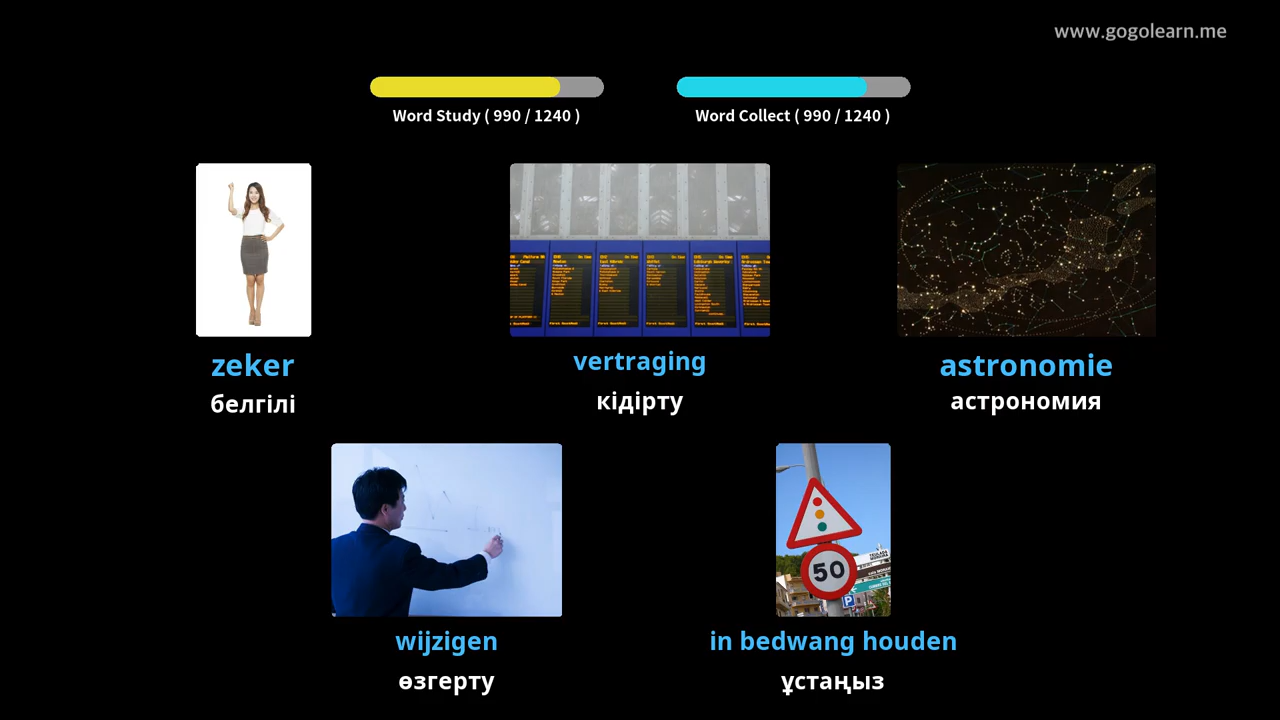 www.gogolearn.me
Word Study ( 990 / 1240 )
Word Collect ( 990 / 1240 )
zeker
белгілі
vertraging
кідірту
astronomie
астрономия
wijzigen
өзгерту
50
P
in bedwang houden
ұстаңыз